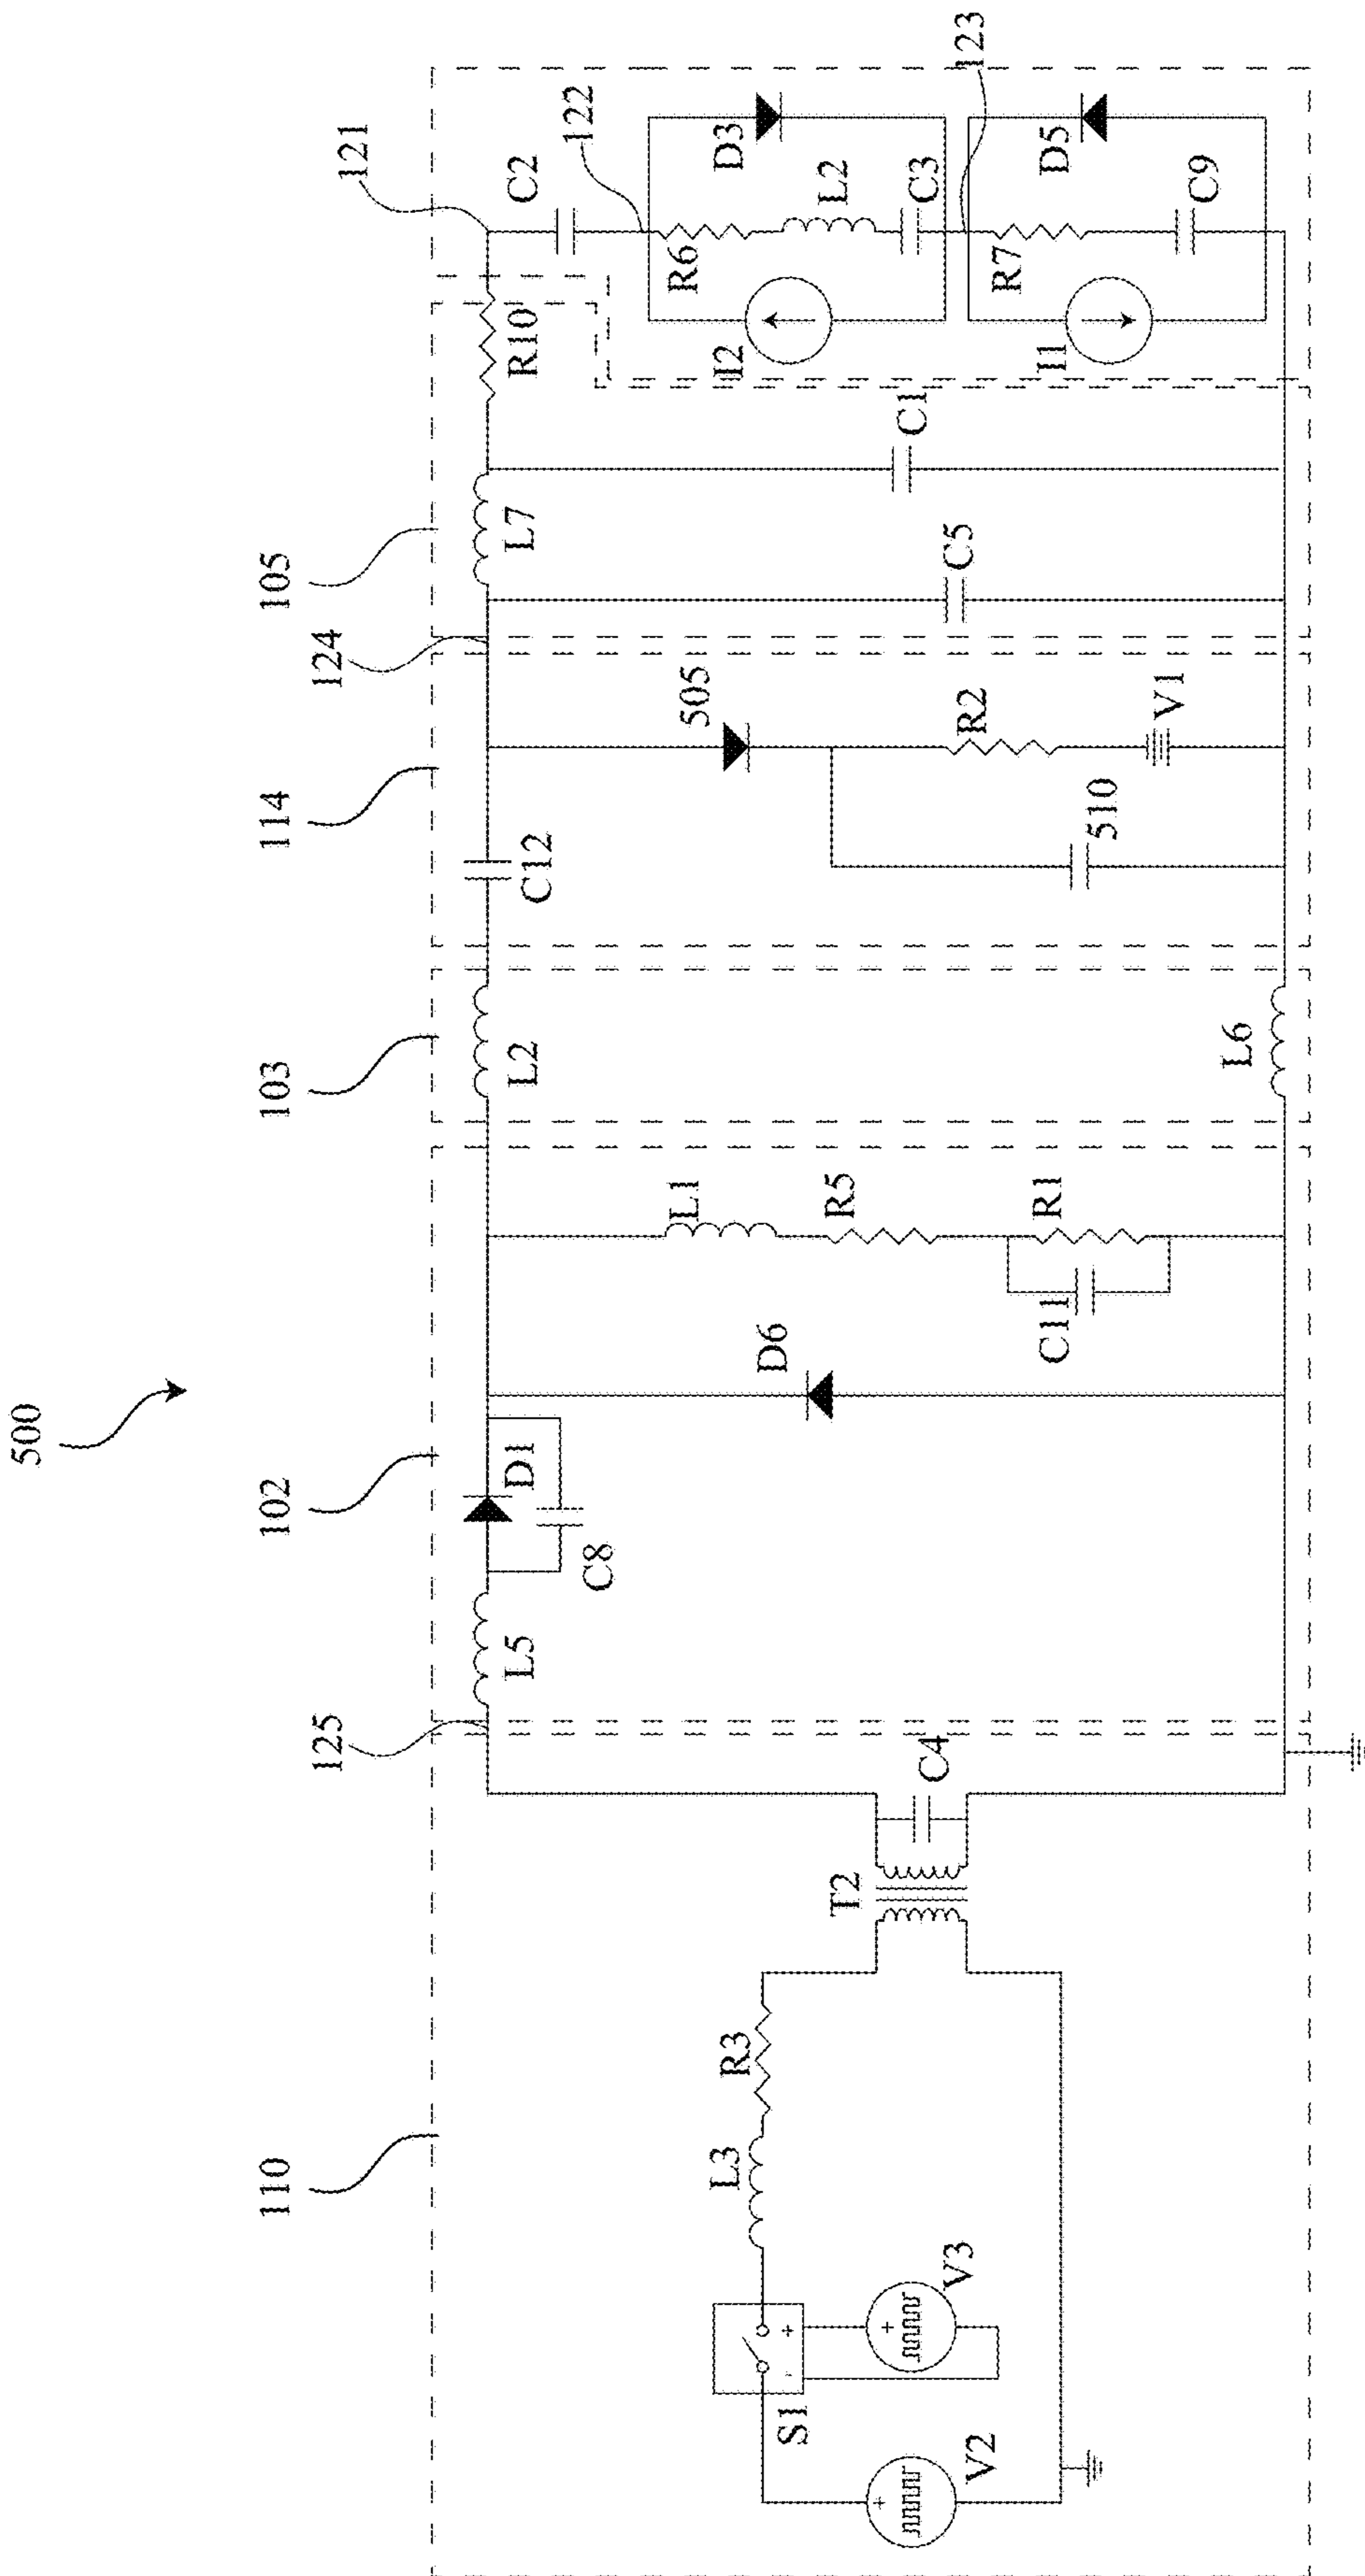 500
110
102
103
114
105
125
124
121
122
123
S1
V2
V3
L3
R3
T2
C4
L5
D1
C8
D6
L1
R5
R1
C11
L2
L6
C12
505
R2
510
V1
L7
C5
C1
R10
C2
R6
D3
L2
C3
I2
R7
D5
C9
I1
+
-
+
+